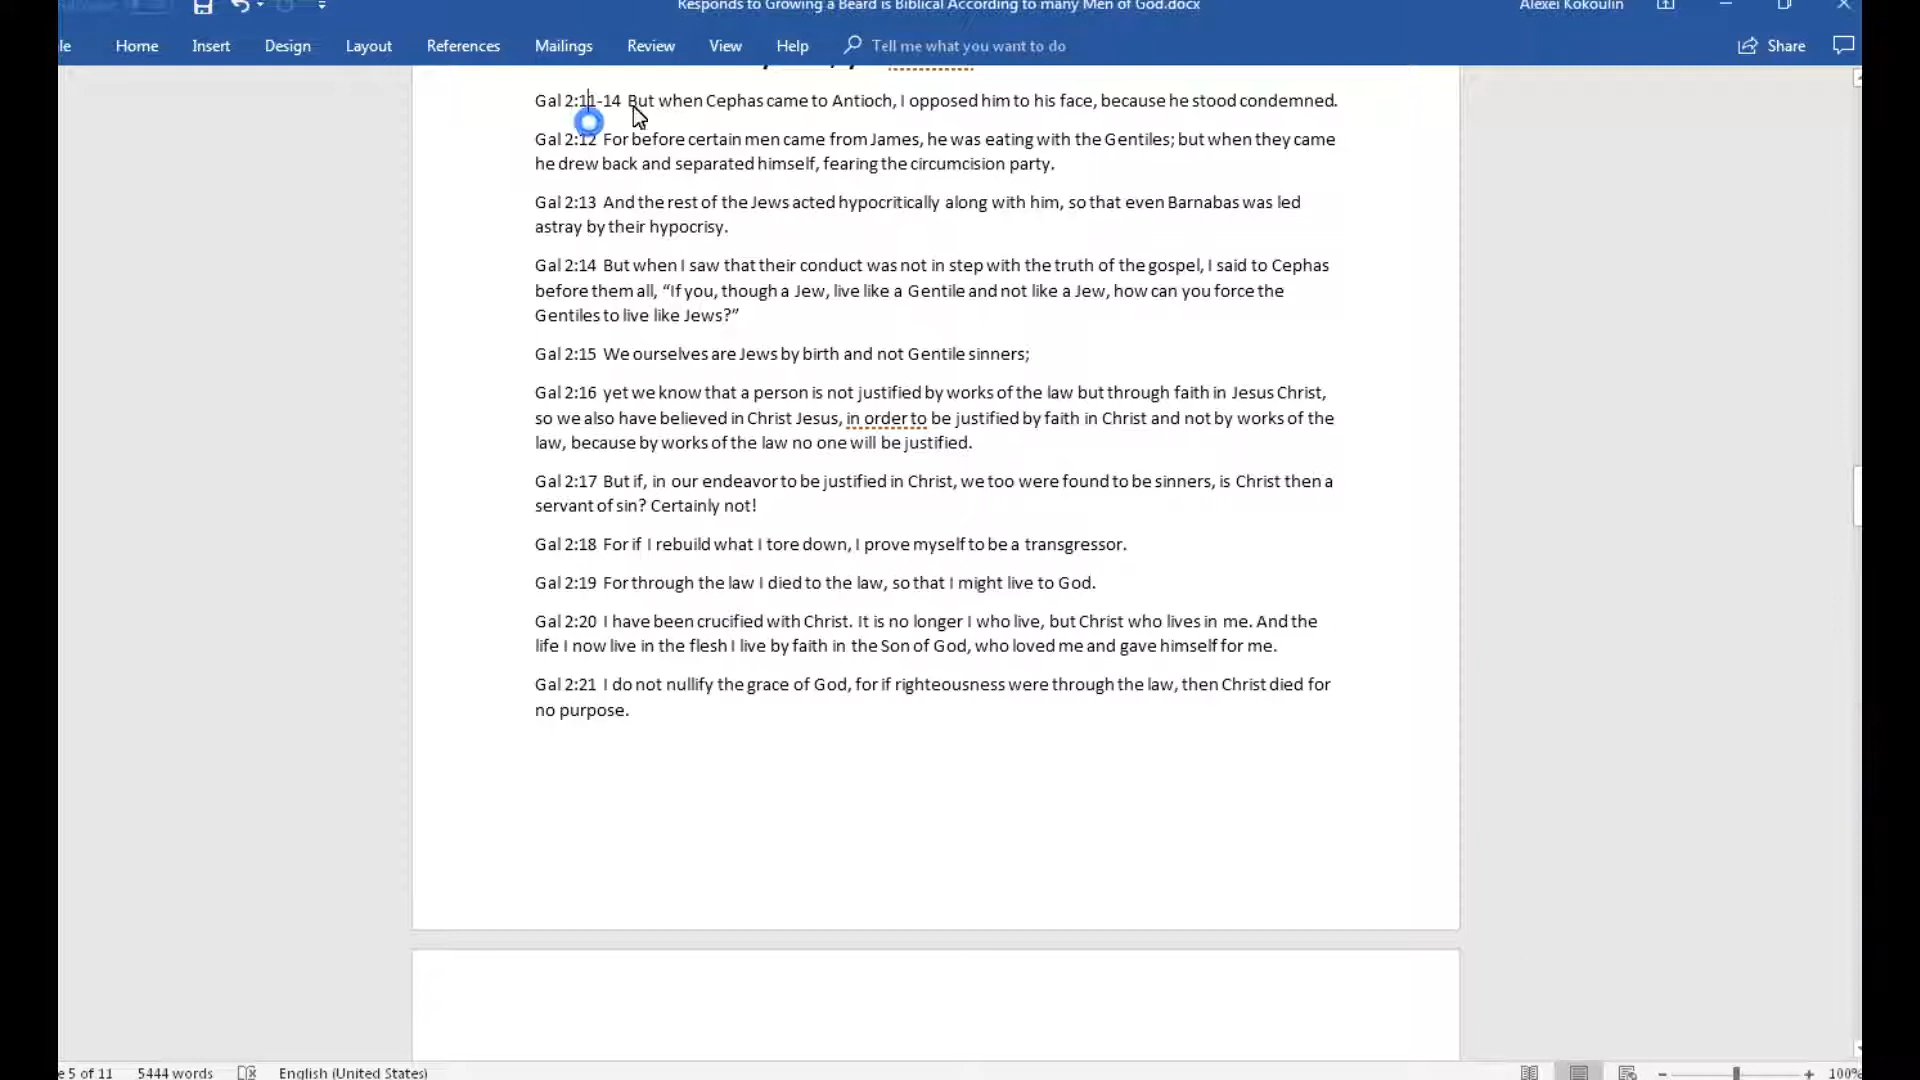 Responds to Growing a Beard is Biblical According to many Men of God.docx
Alexei Kokoulin
le Home Insert Design Layout References Mailings Review View Help Tell me what you want to do Share
Gal 2:11-14 But when Cephas came to Antioch, I opposed him to his face, because he stood condemned.
Gal 2:12 For before certain men came from James, he was eating with the Gentiles; but when they came
he drew back and separated himself, fearing the circumcision party.
Gal 2:13 And the rest of the Jews acted hypocritically along with him, so that even Barnabas was led
astray by their hypocrisy.
Gal 2:14 But when I saw that their conduct was not in step with the truth of the gospel, I said to Cephas
before them all, “If you, though a Jew, live like a Gentile and not like a Jew, how can you force the
Gentiles to live like Jews?”
Gal 2:15 We ourselves are Jews by birth and not Gentile sinners;
Gal 2:16 yet we know that a person is not justified by works of the law but through faith in Jesus Christ,
so we also have believed in Christ Jesus, in order to be justified by faith in Christ and not by works of the
law, because by works of the law no one will be justified.
Gal 2:17 But if, in our endeavor to be justified in Christ, we too were found to be sinners, is Christ then a
servant of sin? Certainly not!
Gal 2:18 For if I rebuild what I tore down, I prove myself to be a transgressor.
Gal 2:19 For through the law I died to the law, so that I might live to God.
Gal 2:20 I have been crucified with Christ. It is no longer I who live, but Christ who lives in me. And the
life I now live in the flesh I live by faith in the Son of God, who loved me and gave himself for me.
Gal 2:21 I do not nullify the grace of God, for if righteousness were through the law, then Christ died for
no purpose.
e 5 of 11 5444 words English (United States) 100%